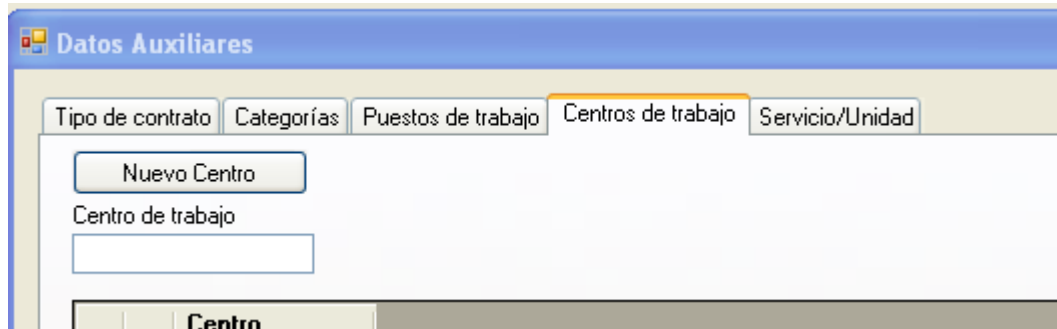 Datos Auxiliares
Tipo de contrato Categorías Puestos de trabajo Centros de trabajo Servicio/Unidad
Nuevo Centro
Centro de trabajo
Centro